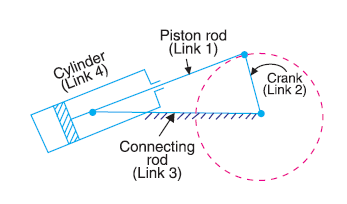 Piston rod
(Link 1)
Cylinder
(Link 4)
Crank
(Link 2)
Connecting
rod
(Link 3)